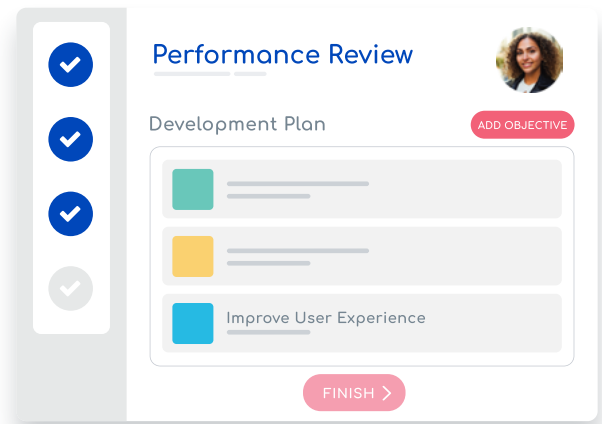 Performance Review
Development Plan
ADD OBJECTIVE
Improve User Experience
FINISH